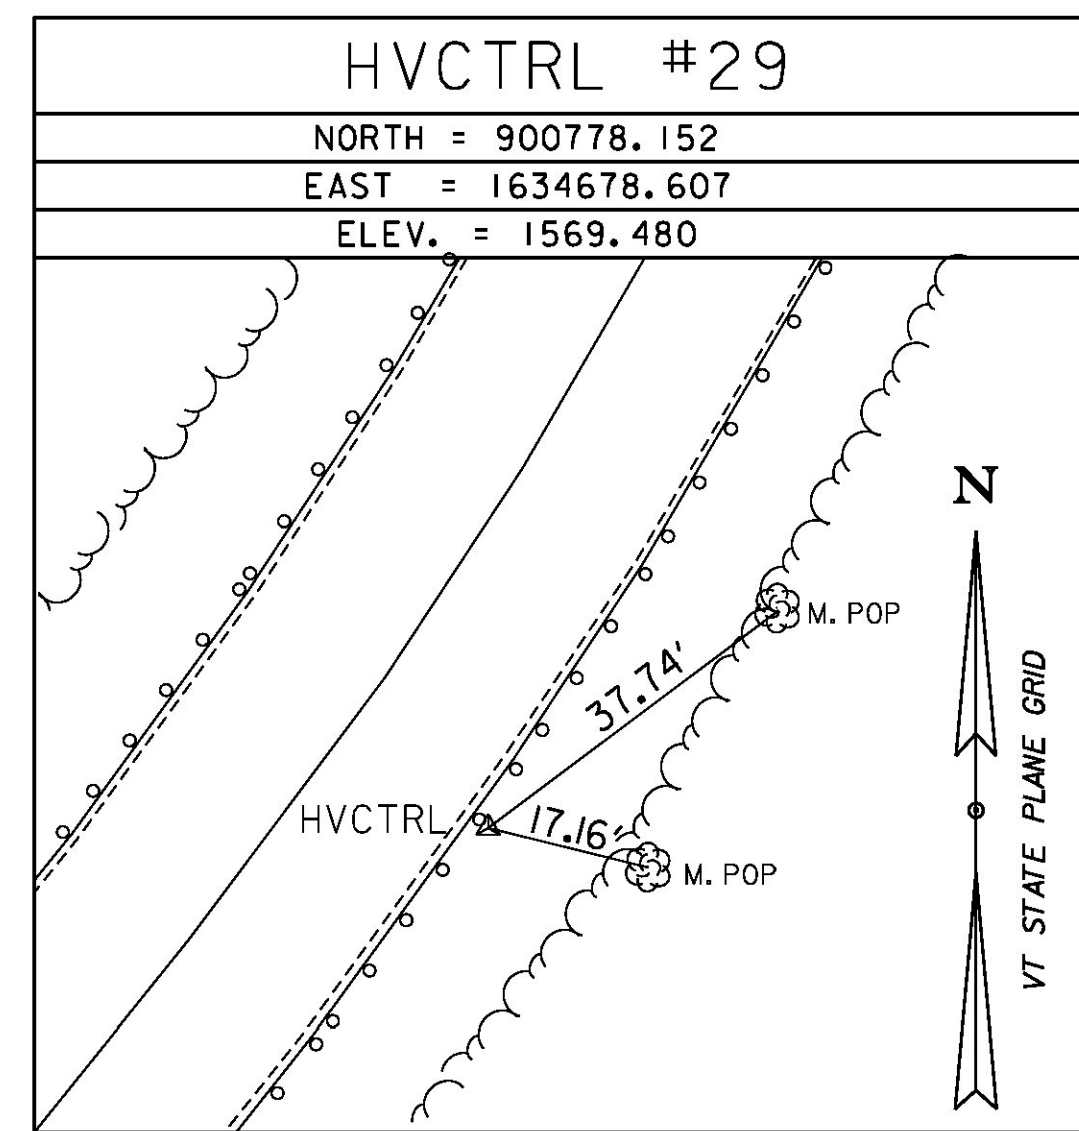 HVCTRL #29
NORTH = 900778.152
EAST = 1634678.607
ELEV. = 1569.480
N
M. POP
37.74'
VT STATE PLANE GRID
HVCTRL
17.16'
M. POP